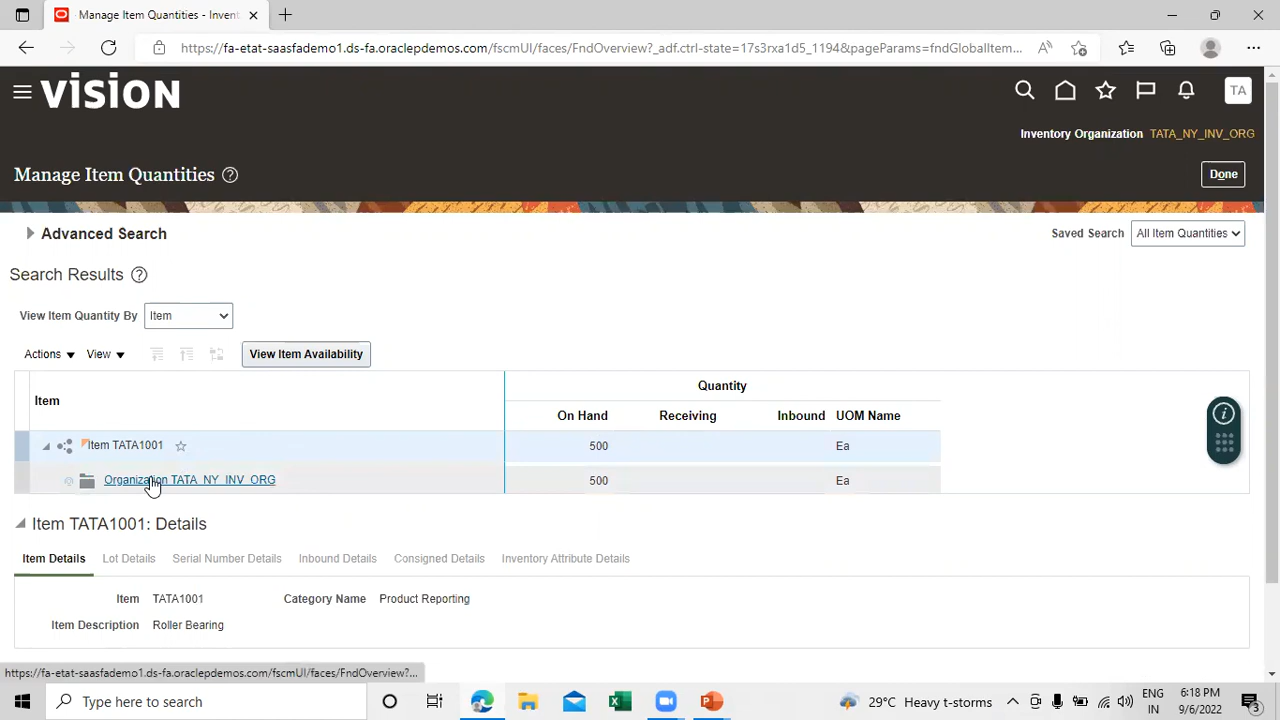 Manage Item Quantities - Invent
https://fa-etat-saasfademo1.ds-fa.oraclepdemos.com/fscmUI/faces/FndOverview?_adf.ctrl-state=17asrxa1d5_1194&pageParams=fndGlobalItem...
vision
TA
Inventory Organization TATA_NY_INV_ORG
Manage Item Quantities ?
Done
Advanced Search
Saved Search All Item Quantities
Search Results ?
View Item Quantity By Item
Actions View View Item Availability
Item
Quantity
On Hand Receiving Inbound UOM Name
Item TATA1001 500 Ea
Organization TATA_NY_INV_ORG 500 Ea
Item TATA1001: Details
Item Details Lot Details Serial Number Details Inbound Details Consigned Details Inventory Attribute Details
Item TATA1001 Category Name Product Reporting
Item Description Roller Bearing
https://fa-etat-saasfademo1.ds-fa.oraclepdemos.com/fscmUI/faces/FndOverview?...
Type here to search
29°C Heavy t-storms
ENG
IN
6:18 PM
9/6/2022
3